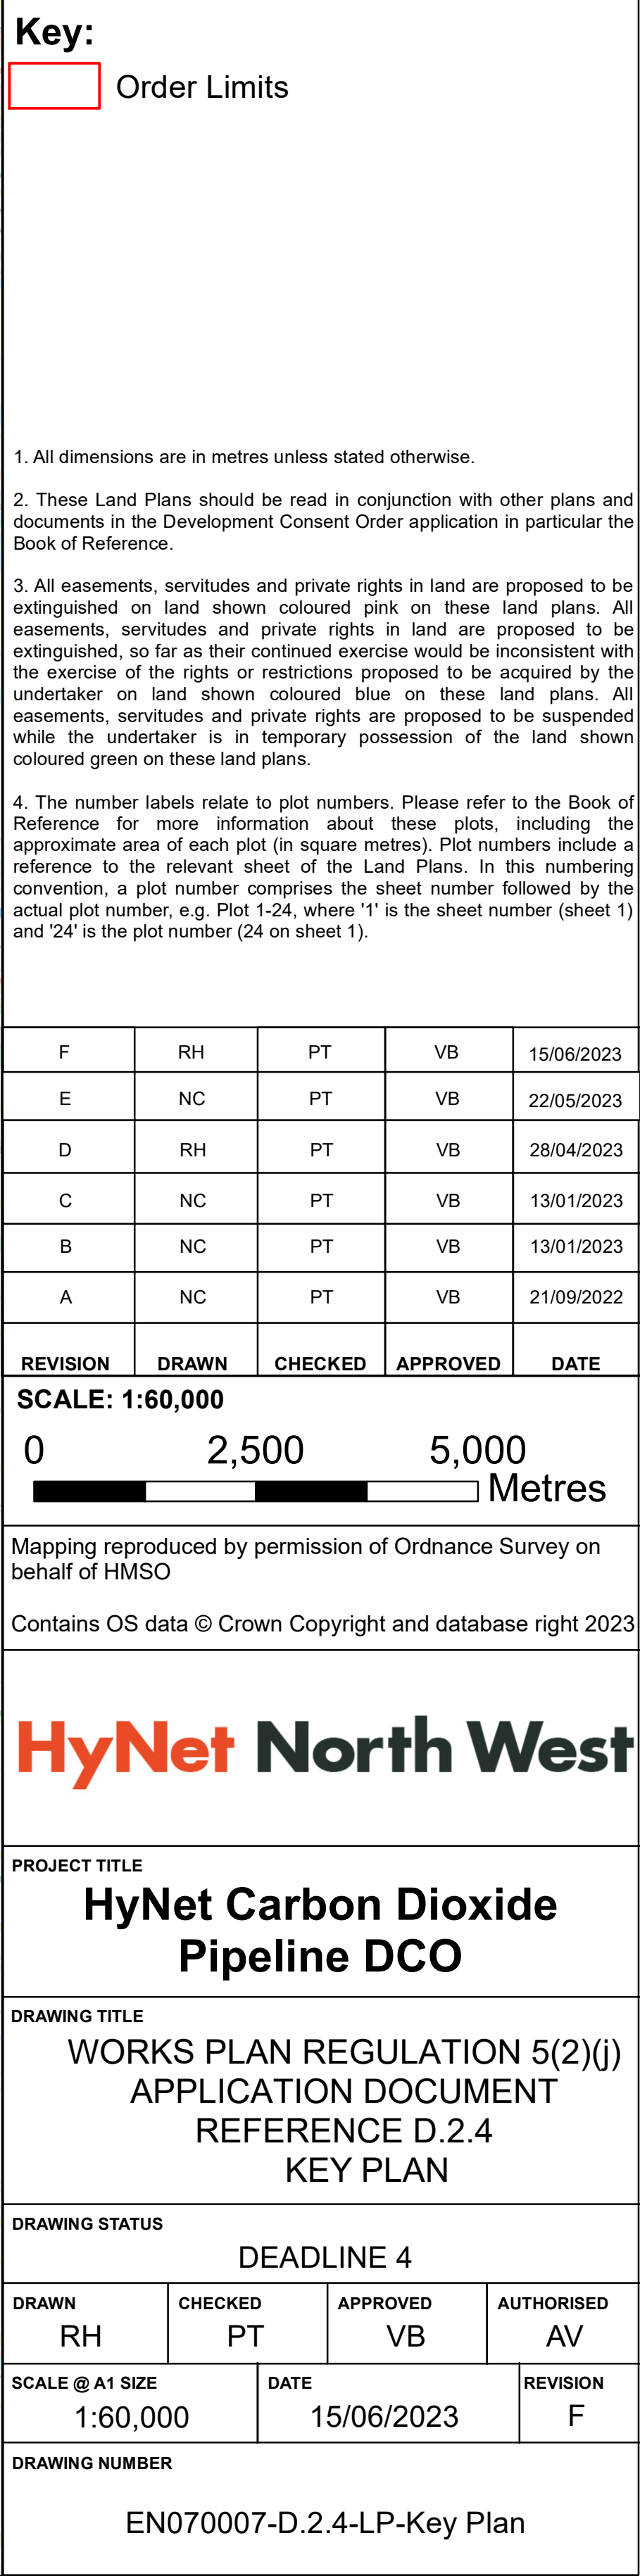 Key:
Order Limits
1. All dimensions are in metres unless stated otherwise.
2. These Land Plans should be read in conjunction with other plans and
documents in the Development Consent Order application in particular the
Book of Reference.
3. All easements, servitudes and private rights in land are proposed to be
extinguished on land shown coloured pink on these land plans. All
easements, servitudes and private rights in land are proposed to be
extinguished, so far as their continued exercise would be inconsistent with
the exercise of the rights or restrictions proposed to be acquired by the
undertaker on land shown coloured blue on these land plans. All
easements, servitudes and private rights are proposed to be suspended
while the undertaker is in temporary possession of the land shown
coloured green on these land plans.
4. The number labels relate to plot numbers. Please refer to the Book of
Reference for more information about these plots, including the
approximate area of each plot (in square metres). Plot numbers include a
reference to the relevant sheet of the Land Plans. In this numbering
convention, a plot number comprises the sheet number followed by the
actual plot number, e.g. Plot 1-24, where '1' is the sheet number (sheet 1)
and '24' is the plot number (24 on sheet 1).
F RH PT VB 15/06/2023
E NC PT VB 22/05/2023
D RH PT VB 28/04/2023
C NC PT VB 13/01/2023
B NC PT VB 13/01/2023
A NC PT VB 21/09/2022
REVISION DRAWN CHECKED APPROVED DATE
SCALE: 1:60,000
0 2,500 5,000
Metres
Mapping reproduced by permission of Ordnance Survey on
behalf of HMSO
Contains OS data © Crown Copyright and database right 2023
HyNet North West
PROJECT TITLE
HyNet Carbon Dioxide
Pipeline DCO
DRAWING TITLE
WORKS PLAN REGULATION 5(2)(j)
APPLICATION DOCUMENT
REFERENCE D.2.4
KEY PLAN
DRAWING STATUS
DEADLINE 4
DRAWN CHECKED APPROVED AUTHORISED
RH PT VB AV
SCALE @ A1 SIZE DATE REVISION
1:60,000 15/06/2023 F
DRAWING NUMBER
EN070007-D.2.4-LP-Key Plan